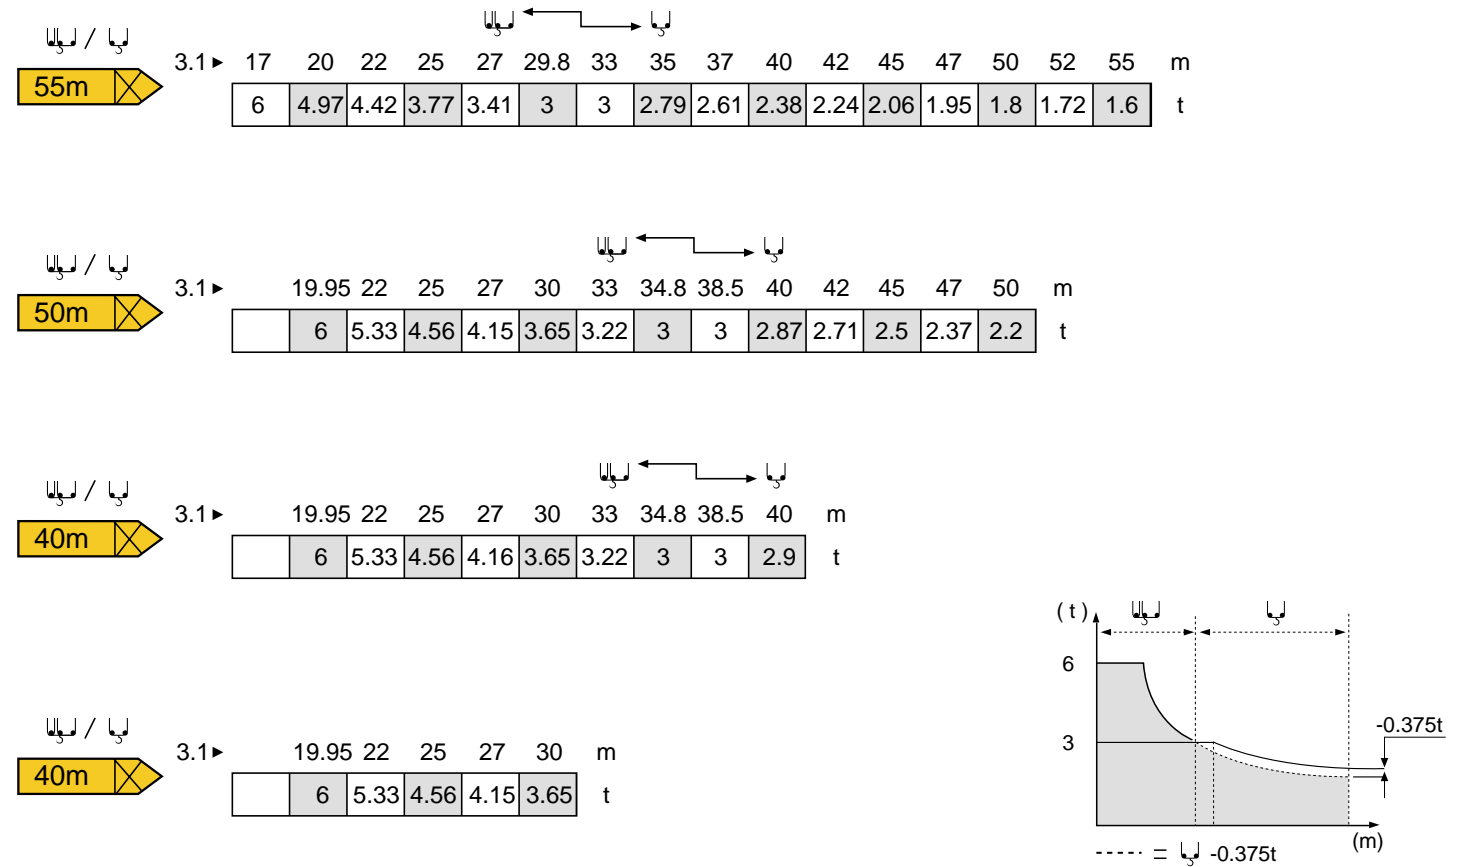 /
3.1 ► 17 20 22 25 27 29.8 33 35 37 40 42 45 47 50 52 55 m
55m
6 4.97 4.42 3.77 3.41 3 3 2.79 2.61 2.38 2.24 2.06 1.95 1.8 1.72 1.6 t
/
3.1 ► 19.95 22 25 27 30 33 34.8 38.5 40 42 45 47 50 m
50m
6 5.33 4.56 4.15 3.65 3.22 3 3 2.87 2.71 2.5 2.37 2.2 t
/
3.1 ► 19.95 22 25 27 30 33 34.8 38.5 40 m
40m
6 5.33 4.56 4.16 3.65 3.22 3 3 2.9 t
/
3.1 ► 19.95 22 25 27 30 m
40m
6 5.33 4.56 4.15 3.65 t
( t )
6
3
-0.375t
(m)
----- = -0.375t